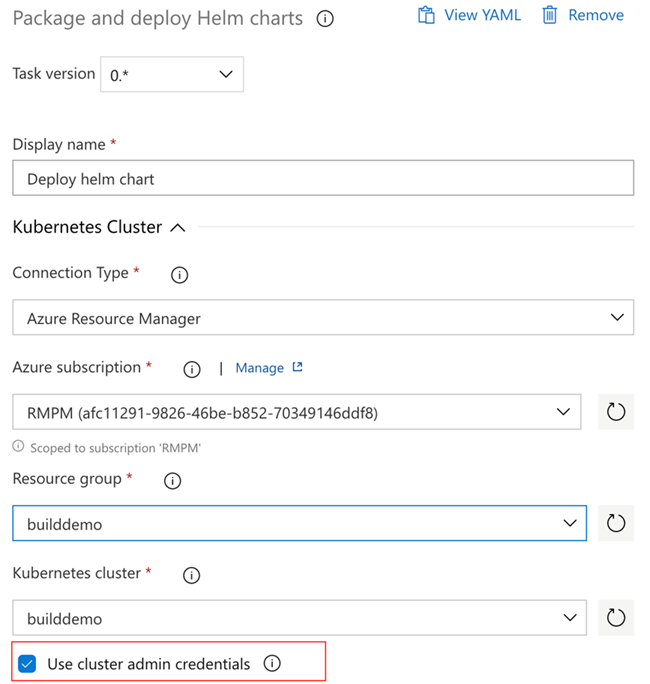 Package and deploy Helm charts View YAML Remove
Task version 0.*
Display name *
Deploy helm chart
Kubernetes Cluster
Connection Type *
Azure Resource Manager
Azure subscription * | Manage
RMPM (afc11291-9826-46be-b852-70349146ddf8)
Scoped to subscription 'RMPM'
Resource group *
builddemo
Kubernetes cluster *
builddemo
Use cluster admin credentials